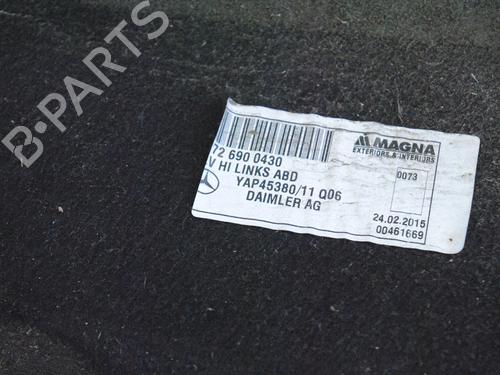 B-PARTS
MAGNA
EXTERIORS & INTERIORS
72 690 0430
V HI LINKS ABD
YAP45380/11 Q06
DAIMLER AG
0073
24.02.2015
00461669